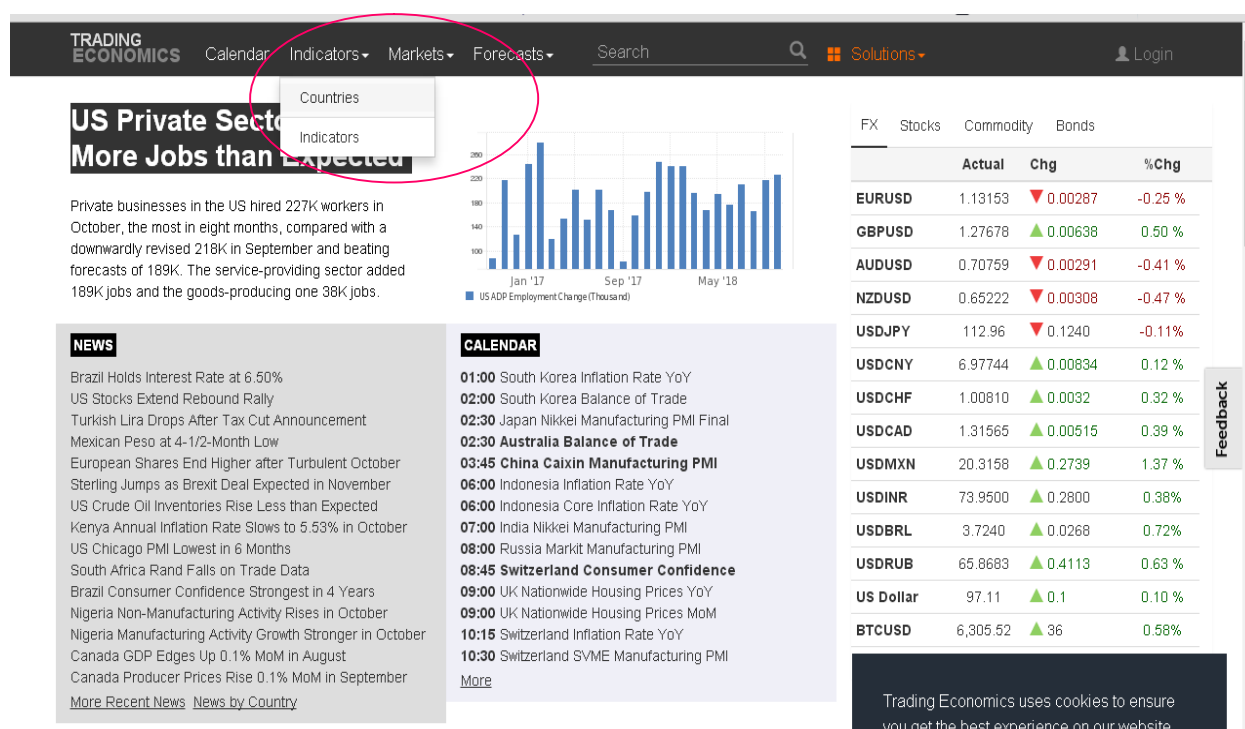 TRADING
ECONOMICS
Calendar Indicators Markets Forecasts Search Solutions Login
Countries
Indicators
US Private Secto
More Jobs than Expected
Private businesses in the US hired 227K workers in
October, the most in eight months, compared with a
downwardly revised 218K in September and beating
forecasts of 189K. The service-providing sector added
189K jobs and the goods-producing one 38K jobs.
260
220
180
140
100
Jan '17 Sep '17 May '18
US ADP Employment Change (Thousand)
NEWS
Brazil Holds Interest Rate at 6.50%
US Stocks Extend Rebound Rally
Turkish Lira Drops After Tax Cut Announcement
Mexican Peso at 4-1/2-Month Low
European Shares End Higher after Turbulent October
Sterling Jumps as Brexit Deal Expected in November
US Crude Oil Inventories Rise Less than Expected
Kenya Annual Inflation Rate Slows to 5.53% in October
US Chicago PMI Lowest in 6 Months
South Africa Rand Falls on Trade Data
Brazil Consumer Confidence Strongest in 4 Years
Nigeria Non-Manufacturing Activity Rises in October
Nigeria Manufacturing Activity Growth Stronger in October
Canada GDP Edges Up 0.1% MoM in August
Canada Producer Prices Rise 0.1% MoM in September
More Recent News News by Country
CALENDAR
01:00 South Korea Inflation Rate YoY
02:00 South Korea Balance of Trade
02:30 Japan Nikkei Manufacturing PMI Final
02:30 Australia Balance of Trade
03:45 China Caixin Manufacturing PMI
06:00 Indonesia Inflation Rate YoY
06:00 Indonesia Core Inflation Rate YoY
07:00 India Nikkei Manufacturing PMI
08:00 Russia Markit Manufacturing PMI
08:45 Switzerland Consumer Confidence
09:00 UK Nationwide Housing Prices YoY
09:00 UK Nationwide Housing Prices MoM
10:15 Switzerland Inflation Rate YoY
10:30 Switzerland SVME Manufacturing PMI
More
FX Stocks Commodity Bonds
Actual Chg %Chg
EURUSD 1.13153 ▼ 0.00287 -0.25 %
GBPUSD 1.27678 ▲ 0.00638 0.50 %
AUDUSD 0.70759 ▼ 0.00291 -0.41 %
NZDUSD 0.65222 ▼ 0.00308 -0.47 %
USDJPY 112.96 ▼ 0.1240 -0.11%
USDCNY 6.97744 ▲ 0.00834 0.12 %
USDCHF 1.00810 ▲ 0.0032 0.32 %
USDCAD 1.31565 ▲ 0.00515 0.39 %
USDMXN 20.3158 ▲ 0.2739 1.37 %
USDINR 73.9500 ▲ 0.2800 0.38%
USDBRL 3.7240 ▲ 0.0268 0.72%
USDRUB 65.8683 ▲ 0.4113 0.63 %
US Dollar 97.11 ▲ 0.1 0.10 %
BTCUSD 6,305.52 ▲ 36 0.58%
Feedback
Trading Economics uses cookies to ensure
you get the best experience on our website